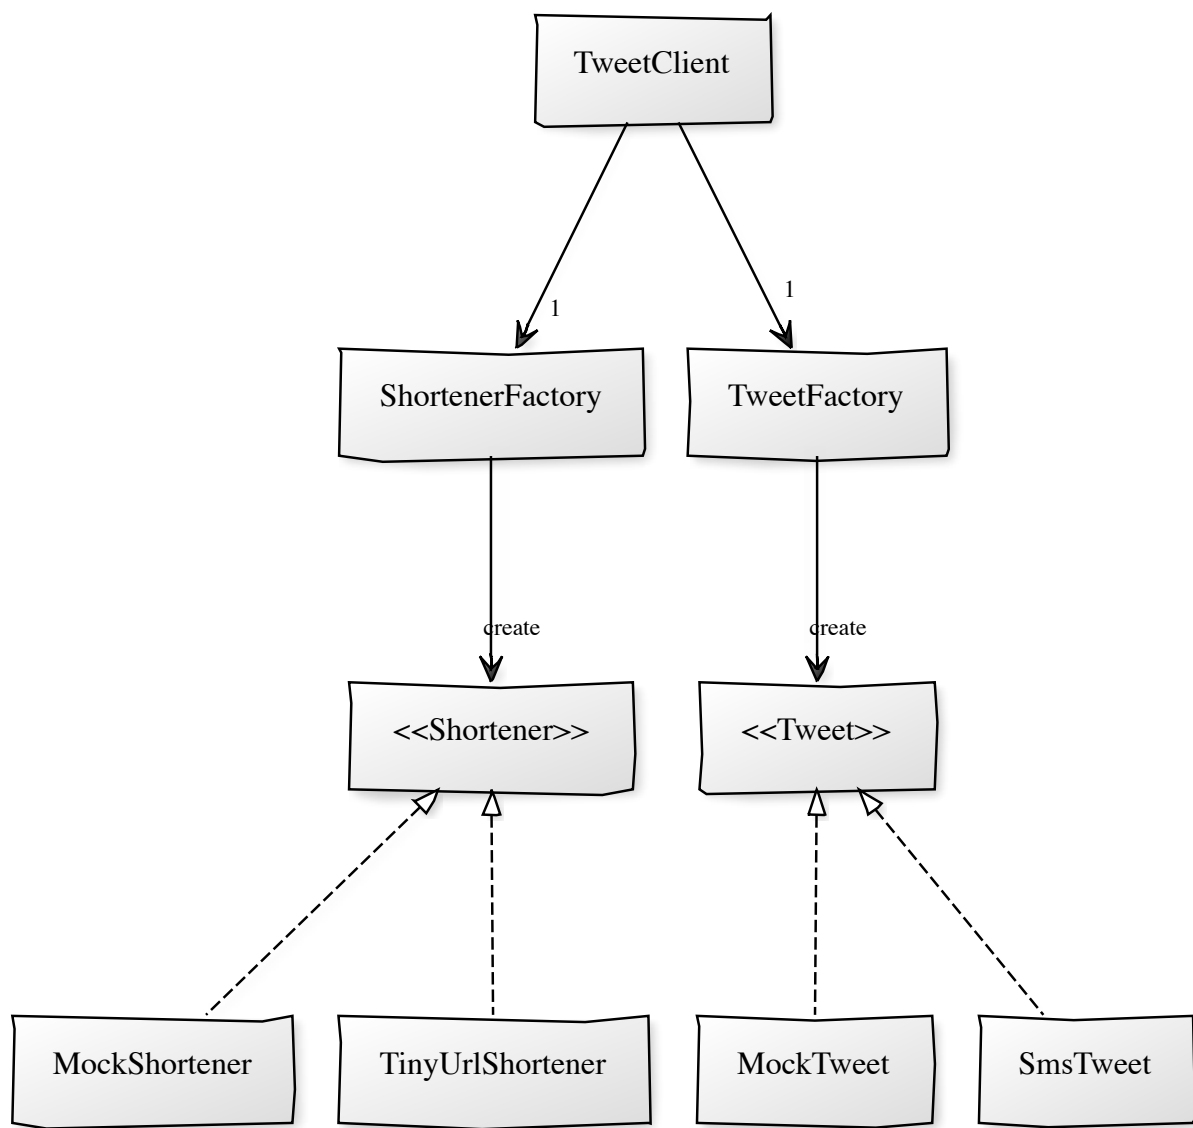 TweetClient
1
1
ShortenerFactory
TweetFactory
create
create
<<Shortener>>
<<Tweet>>
MockShortener
TinyUrlShortener
MockTweet
SmsTweet